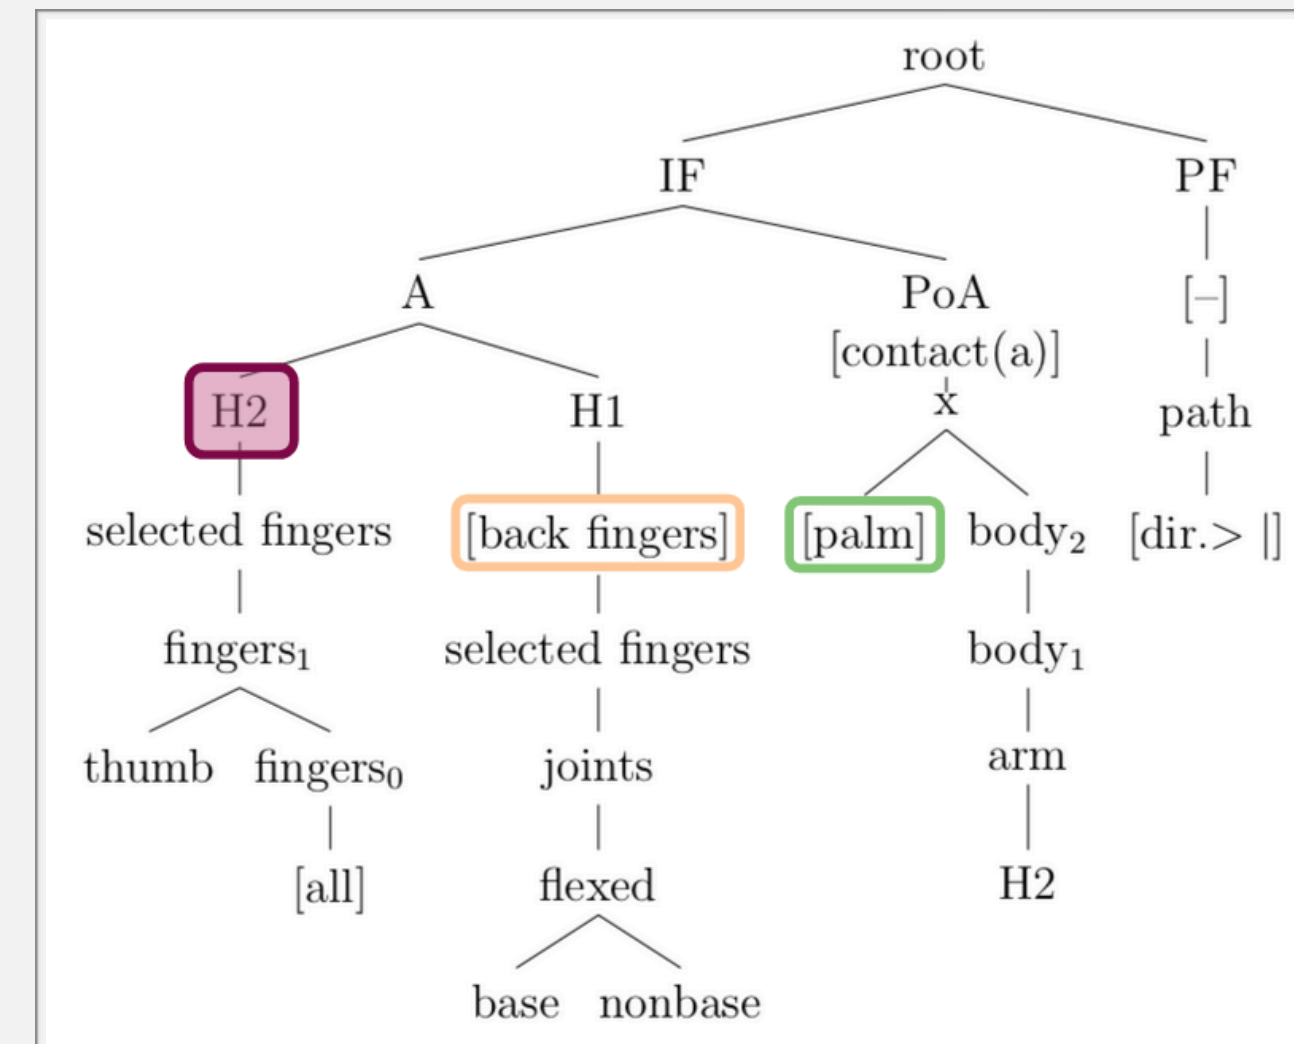 root
IF PF
A PoA [–]
[contact(a)]
H2 H1 x path
selected fingers [back fingers] [palm] body₂ [dir.> |]
fingers₁ selected fingers body₁
thumb fingers₀ joints arm
[all] flexed H2
base nonbase